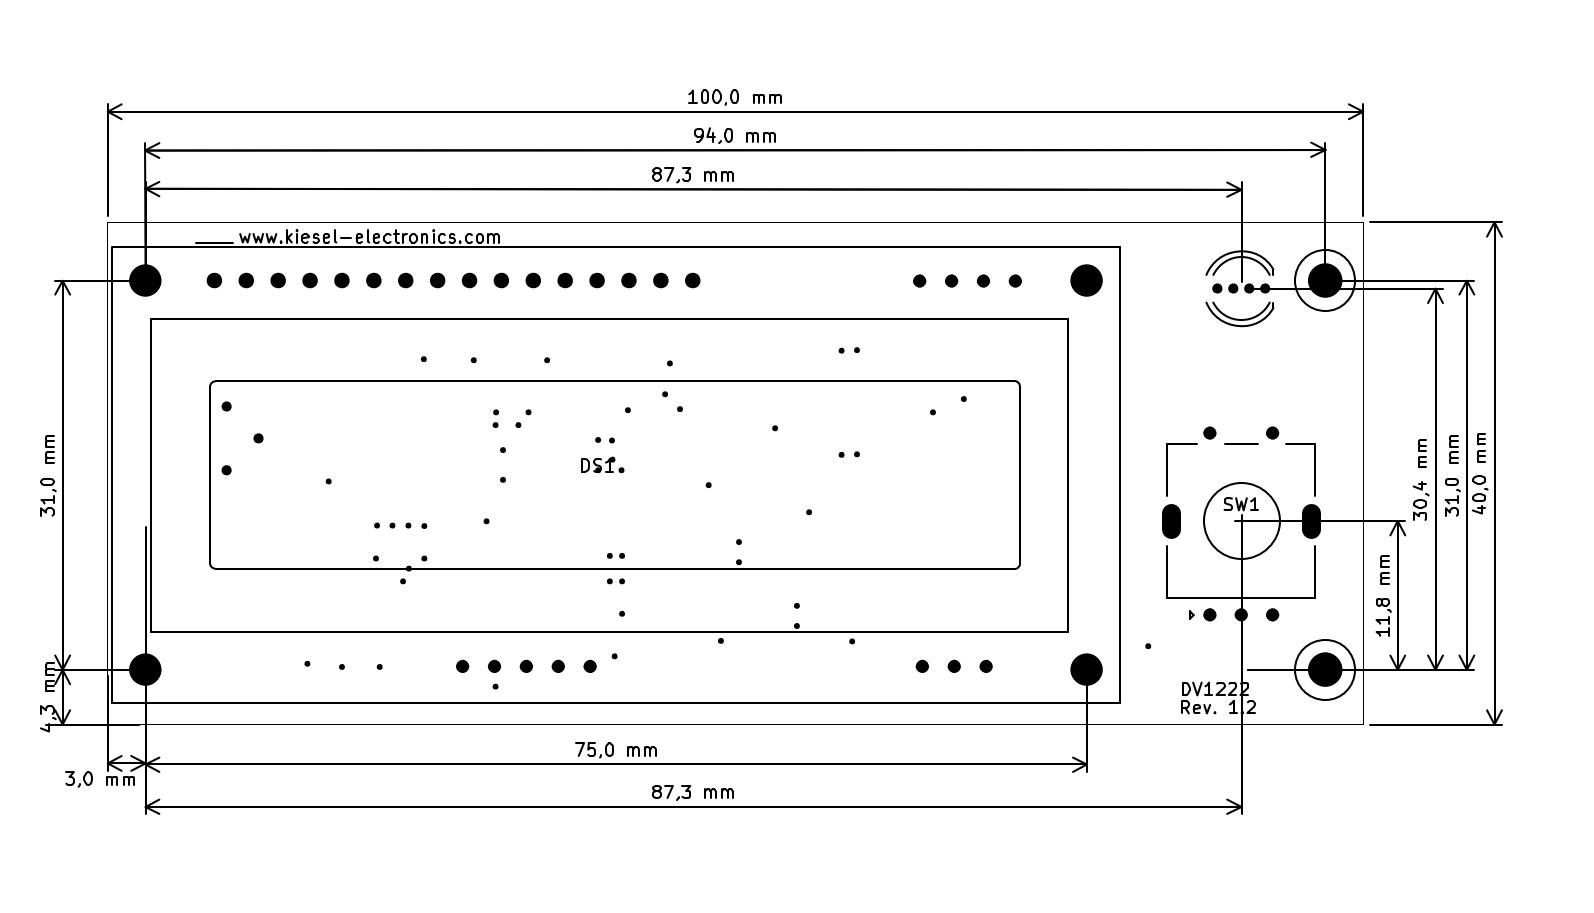 100,0 mm
94,0 mm
87,3 mm
www.kiesel-electronics.com
31,0 mm
DS1
SW1
30,4 mm
31,0 mm
40,0 mm
11,8 mm
4,3 mm
DV1222
Rev. 1.2
75,0 mm
3,0 mm
87,3 mm